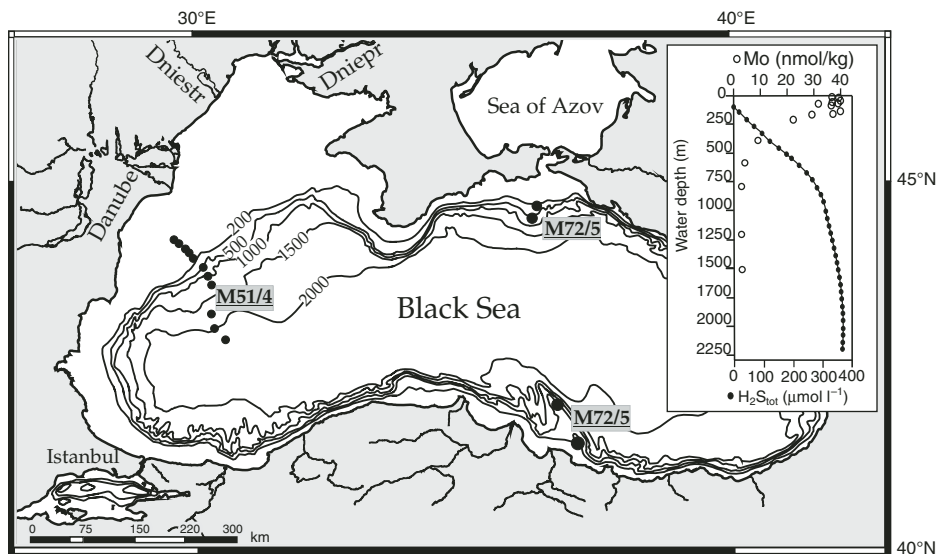 30°E 40°E
Dniestr
Dniepr
Sea of Azov
Danube
45°N
2000
500
1000
1500
2000
M72/5
M51/4
Black Sea
M72/5
Istanbul
0 75 150 220 300
km
40°N
Mo (nmol/kg)
0 10 20 30 40
Water depth (m)
0
250
500
750
1000
1250
1500
1700
2000
2250
0 100 200 300 400
H₂Stot (µmol l⁻¹)